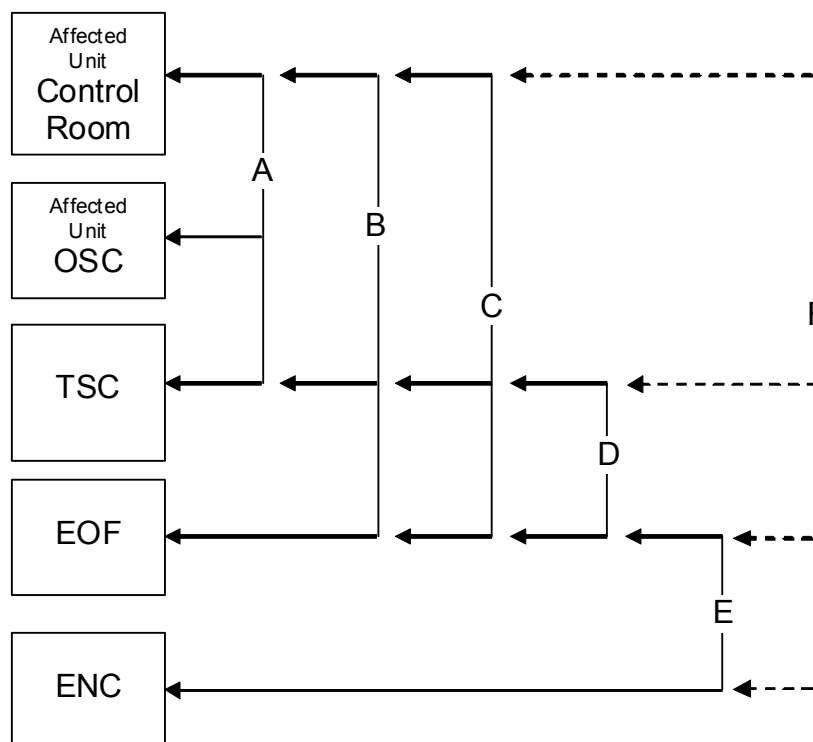 Affected
Unit
Control
Room
A
Affected
Unit
OSC
B
C
TSC
D
EOF
E
ENC